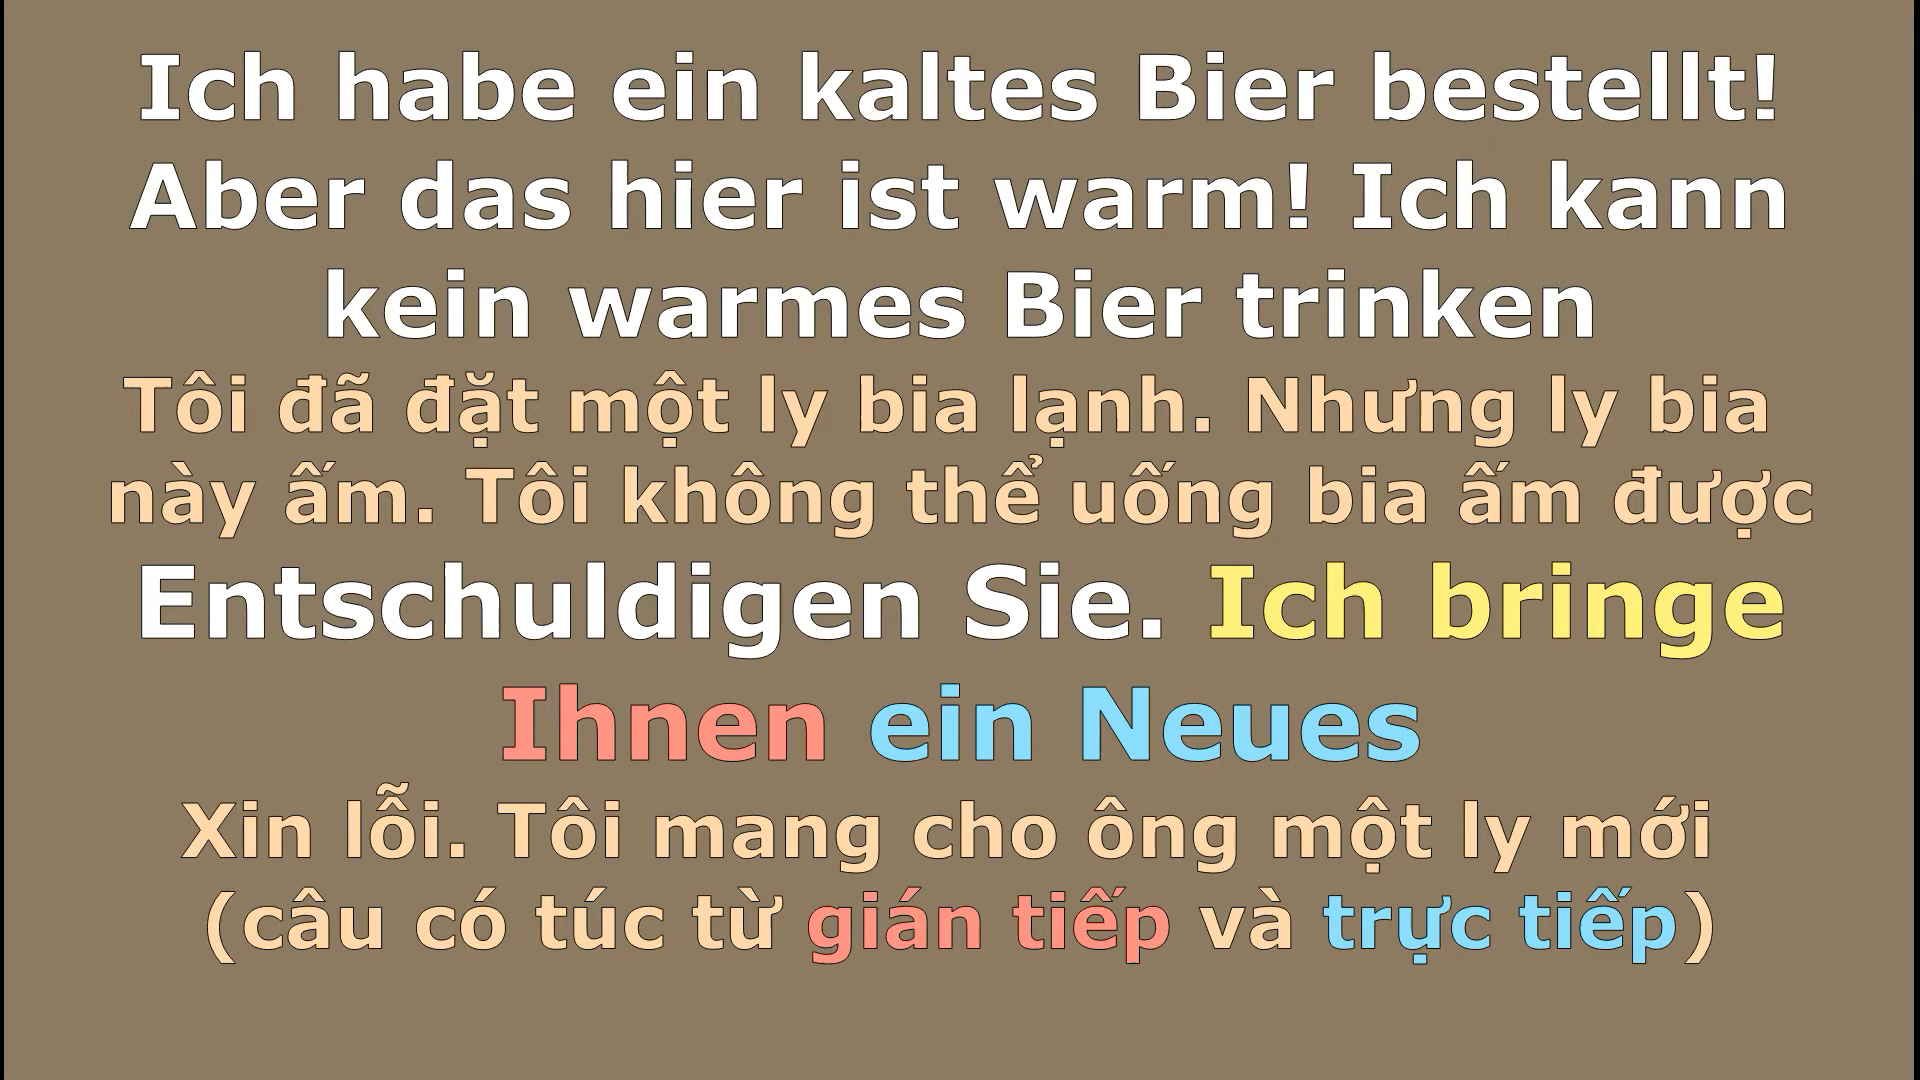 Ich habe ein kaltes Bier bestellt!
Aber das hier ist warm! Ich kann
kein warmes Bier trinken
Tôi đã đặt một ly bia lạnh. Nhưng ly bia
này ấm. Tôi không thể uống bia ấm được
Entschuldigen Sie. Ich bringe
Ihnen ein Neues
Xin lỗi. Tôi mang cho ông một ly mới
(câu có túc từ gián tiếp và trực tiếp)